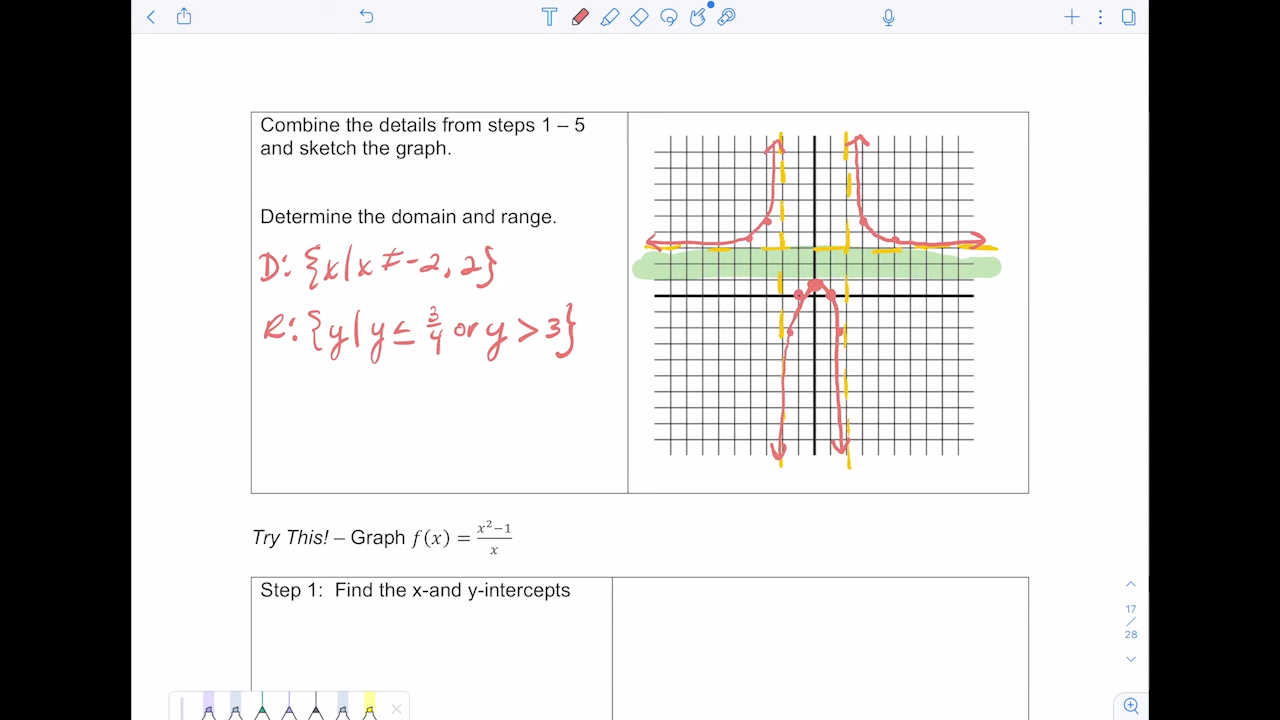 T
Combine the details from steps 1 – 5
and sketch the graph.
Determine the domain and range.
D: {x|x≠-2, 2}
R: {y|y ≤ 3/4 or y > 3}
Try This! – Graph f(x) = x²−1/x
Step 1: Find the x-and y-intercepts
17
/
28